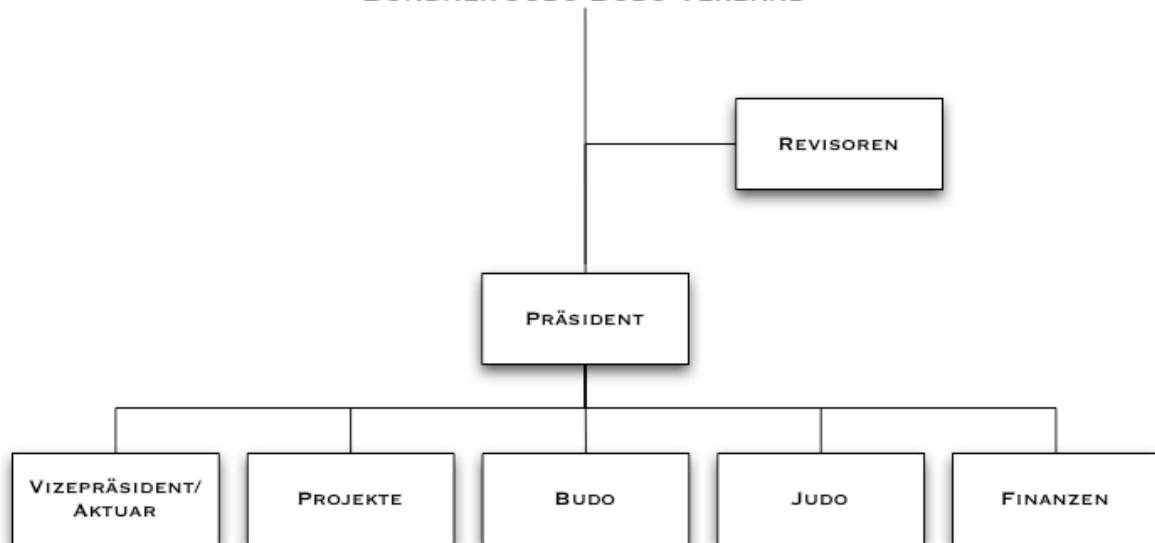 REVISOREN
PRÄSIDENT
VIZEPRÄSIDENT/
AKTUAR
PROJEKTE
BUDO
JUDO
FINANZEN